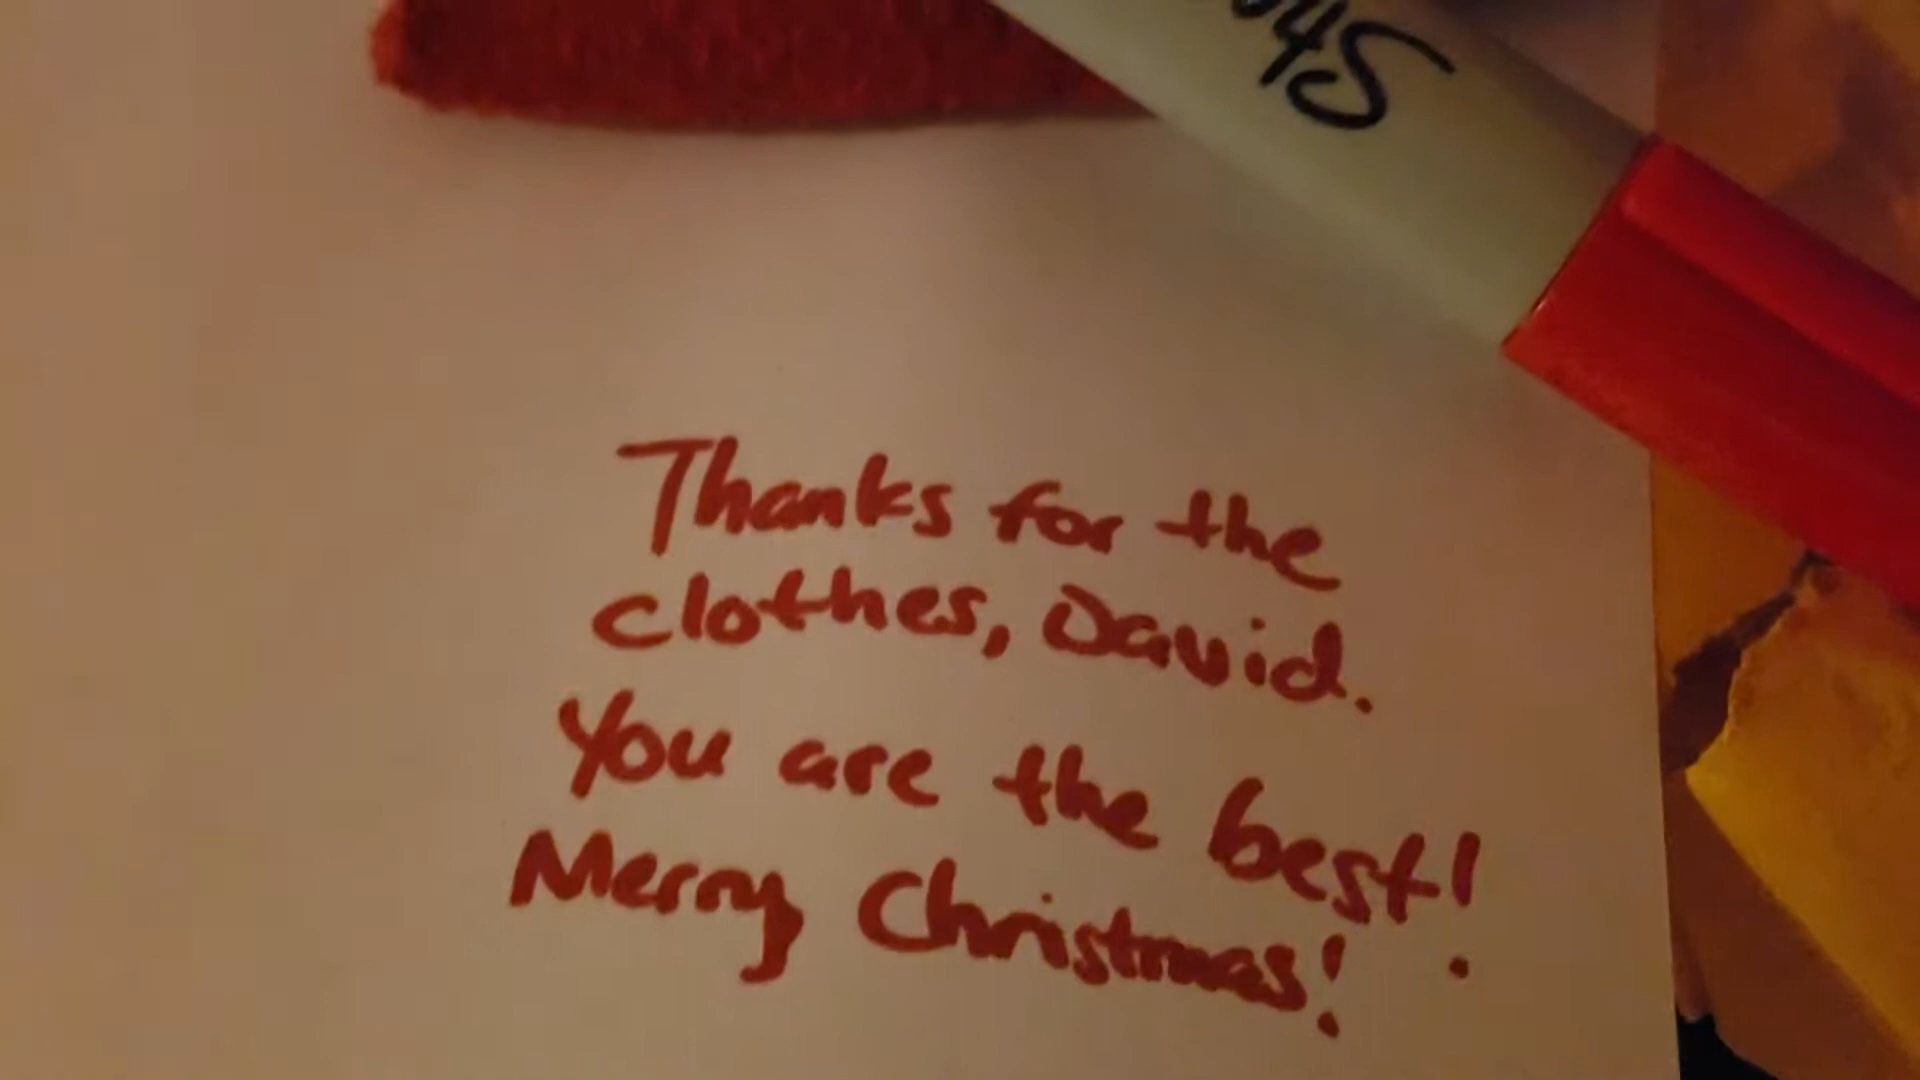 Thanks for the
clothes, David.
You are the best!
Merry Christmas!